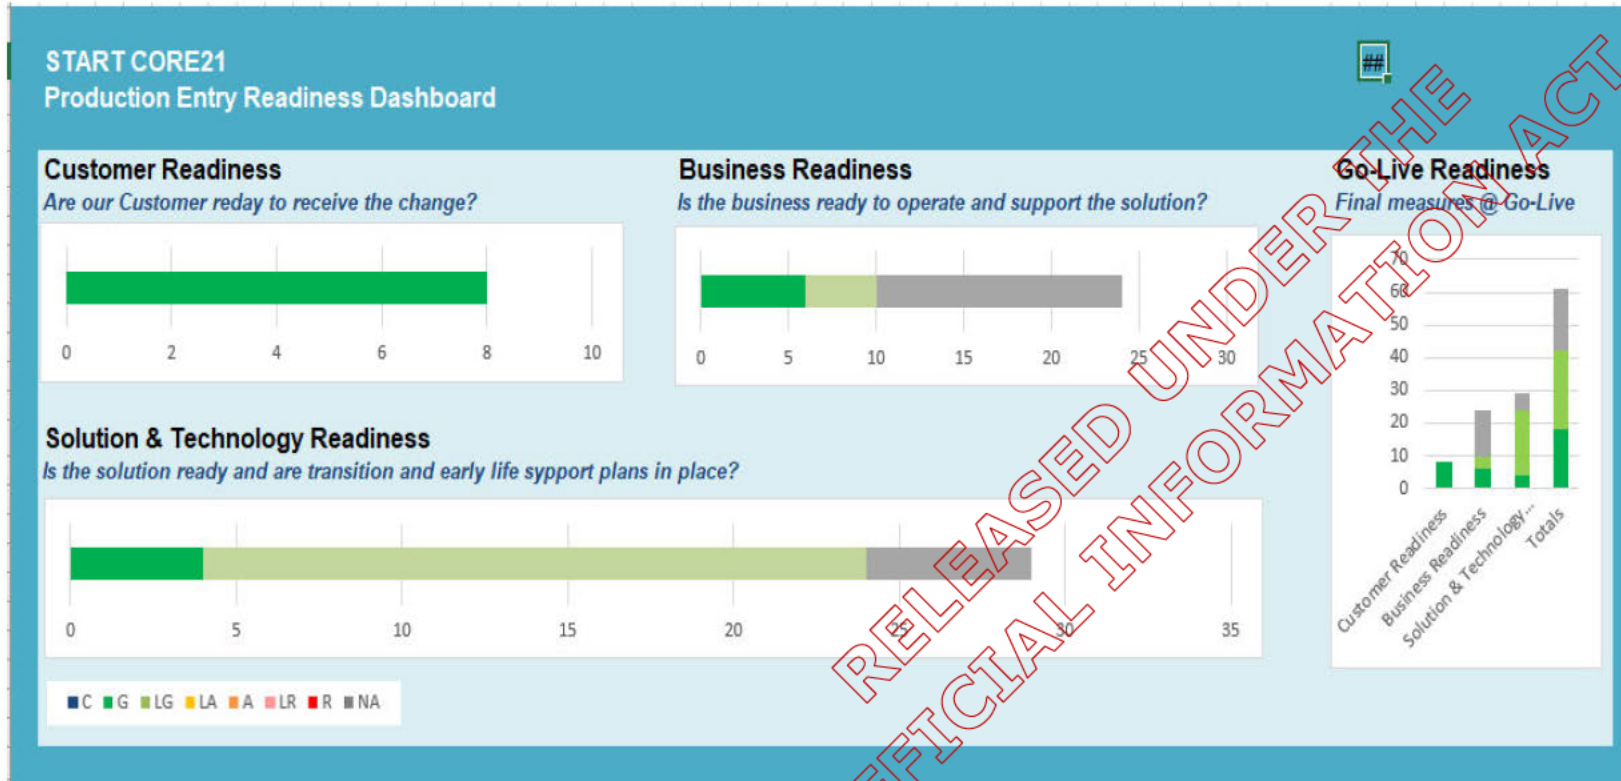 START CORE21
Production Entry Readiness Dashboard
##
Customer Readiness
Are our Customer reday to receive the change?
0 2 4 6 8 10
Business Readiness
Is the business ready to operate and support the solution?
0 5 10 15 20 25 30
Go-Live Readiness
Final measures @ Go-Live
70
60
50
40
30
20
10
0
Customer Readiness
Business Readiness
Solution & Technology...
Totals
Solution & Technology Readiness
Is the solution ready and are transition and early life sypport plans in place?
0 5 10 15 20 25 30 35
C G LG LA A LR R NA
RELEASED UNDER THE
OFFICIAL INFORMATION ACT